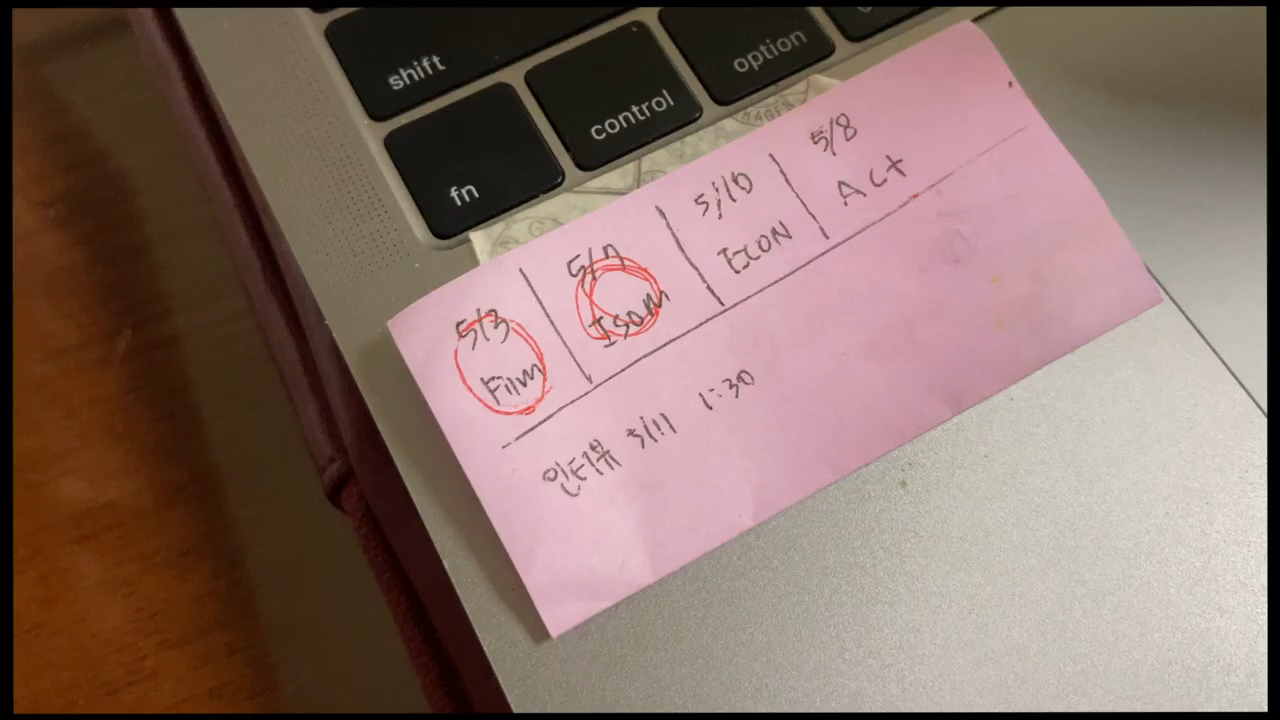 shift
control
option
fn
5/3
Film
5/7
Isom
5/10
ECON
5/8
Act
인터뷰 5/11 1:30